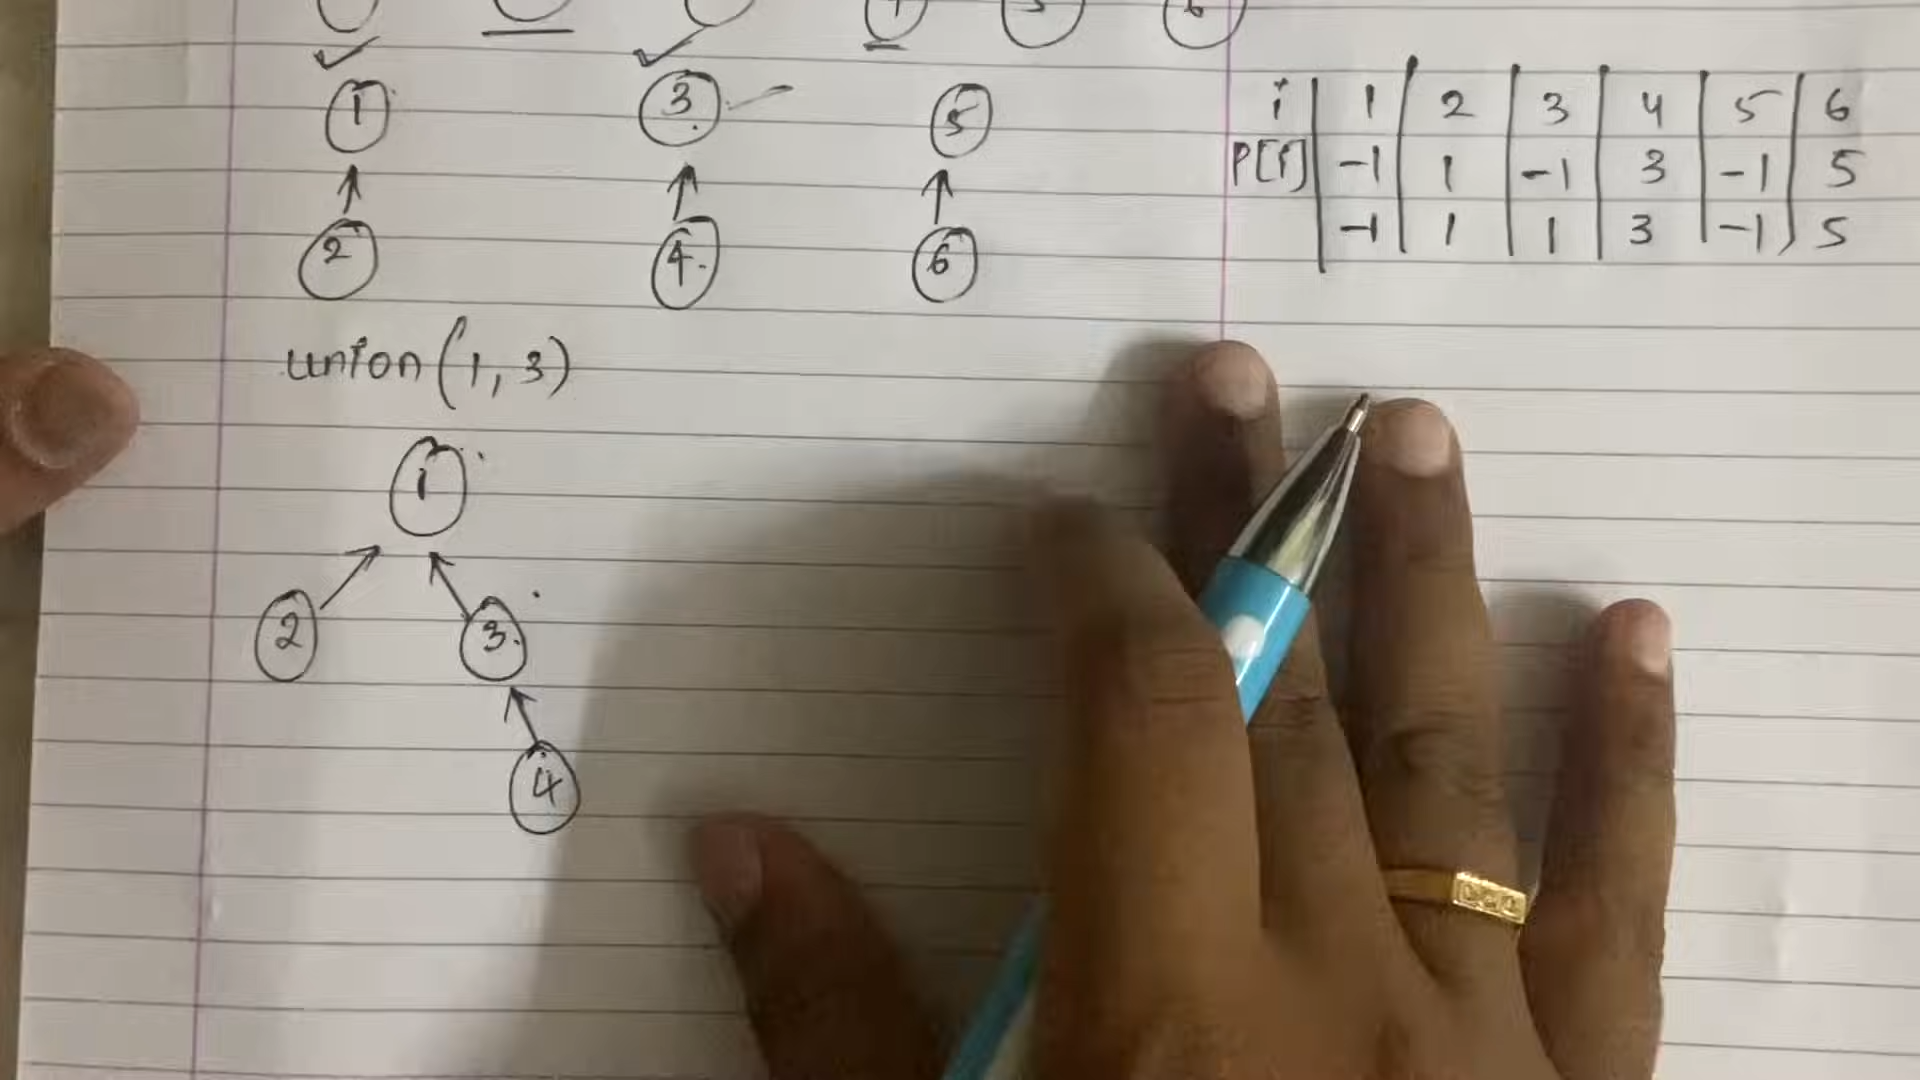 1 3 5
2 4 6
i 1 2 3 4 5 6
P[i] -1 1 -1 3 -1 5
-1 1 1 3 -1 5
union (1, 3)
1
2 3
4